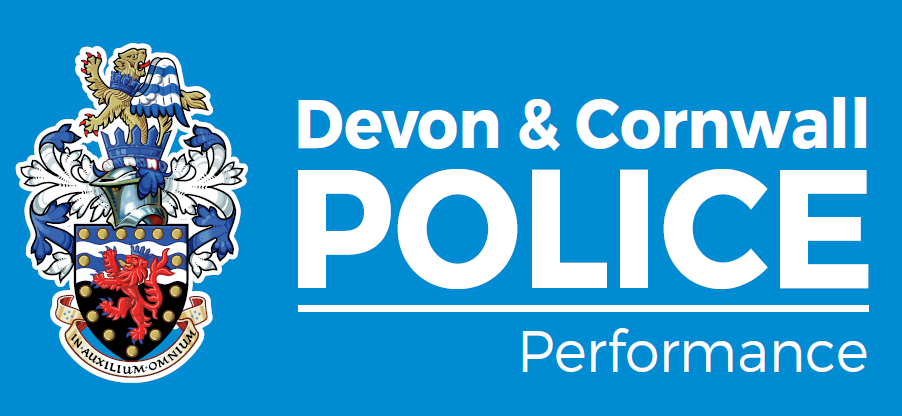 Devon & Cornwall
POLICE
Performance
IN·AUXILIUM·OMNIUM